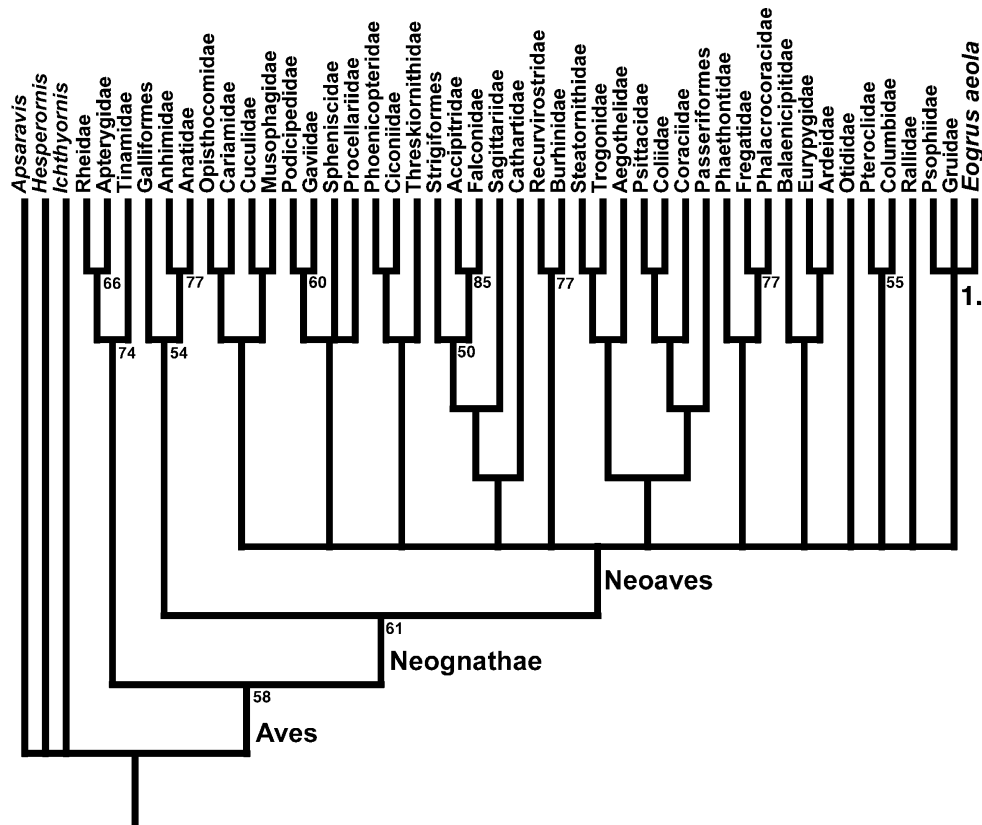 Apsaravis
Hesperornis
Ichthyornis
Rheidae
Apterygidae
Tinamidae
Galliformes
Anhimidae
Anatidae
Opisthocomidae
Cariamidae
Cuculidae
Musophagidae
Podicipedidae
Gaviidae
Spheniscidae
Procellariidae
Phoenicopteridae
Ciconiidae
Threskiornithidae
Strigiformes
Accipitridae
Falconidae
Sagittariidae
Cathartidae
Recurvirostridae
Burhinidae
Steatornithidae
Trogonidae
Aegothelidae
Psittacidae
Coliidae
Coraciidae
Passeriformes
Phaethontidae
Fregatidae
Phalacrocoracidae
Balaenicipitidae
Eurypygidae
Ardeidae
Otididae
Pteroclidae
Columbidae
Rallidae
Psophiidae
Gruidae
Eogrus aeola
66
77
60
85
77
77
55
1.
74
54
50
Neoaves
61
Neognathae
58
Aves